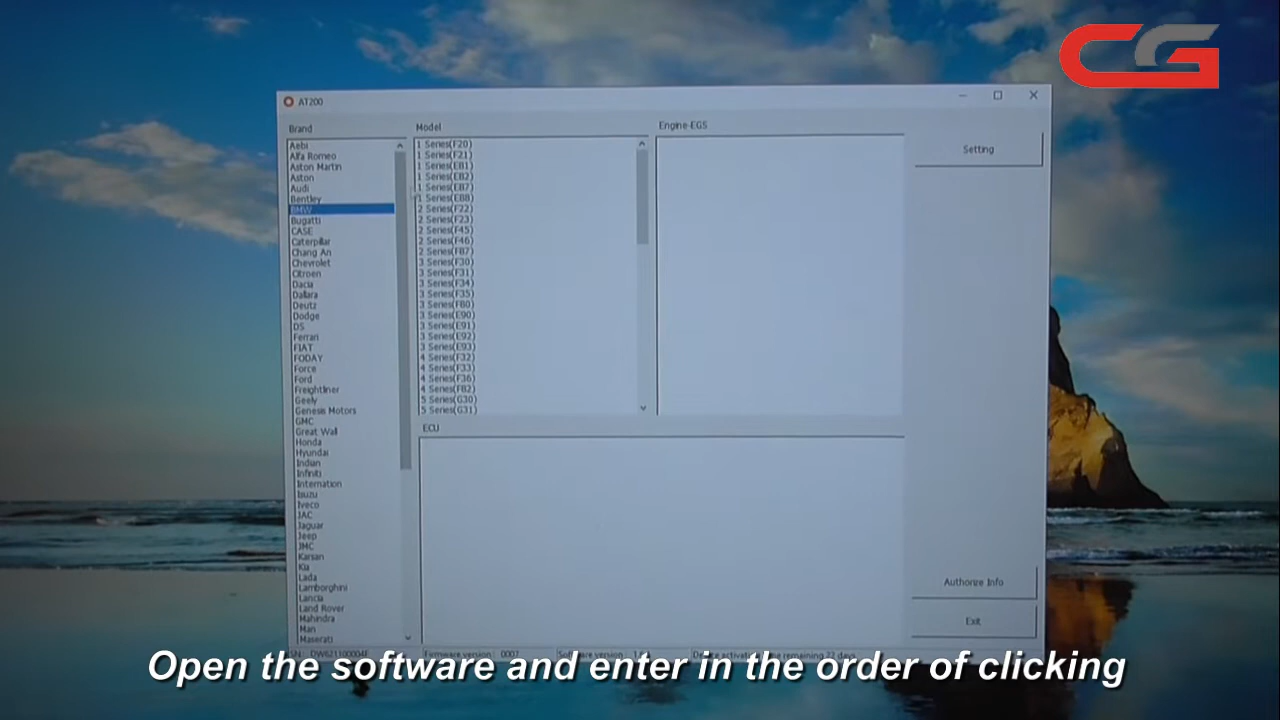 CG
AT200
Brand
Aebi
Alfa Romeo
Aston Martin
Aston
Audi
Bentley
BMW
Bugatti
CASE
Caterpillar
Chang An
Chevrolet
Citroen
Dacia
Dallara
Deutz
Dodge
DS
Ferrari
FIAT
FODAY
Force
Ford
Freightliner
Geely
Genesis Motors
GMC
Great Wall
Honda
Hyundai
Indian
Infiniti
Internation
Isuzu
Iveco
JAC
Jaguar
Jeep
JMC
Karsan
Kia
Lada
Lamborghini
Lancia
Land Rover
Mahindra
Man
Maserati
Model
1 Series(F20)
1 Series(F21)
1 Series(E81)
1 Series(E82)
1 Series(E87)
1 Series(E88)
2 Series(F22)
2 Series(F23)
2 Series(F45)
2 Series(F46)
2 Series(F87)
3 Series(F30)
3 Series(F31)
3 Series(F34)
3 Series(F35)
3 Series(F80)
3 Series(E90)
3 Series(E91)
3 Series(E92)
3 Series(E93)
4 Series(F32)
4 Series(F33)
4 Series(F36)
4 Series(F82)
5 Series(G30)
5 Series(G31)
Engine-EGS
ECU
Setting
Authorize Info
Exit
Firmware version: 0007
remaining 22 days
Open the software and enter in the order of clicking